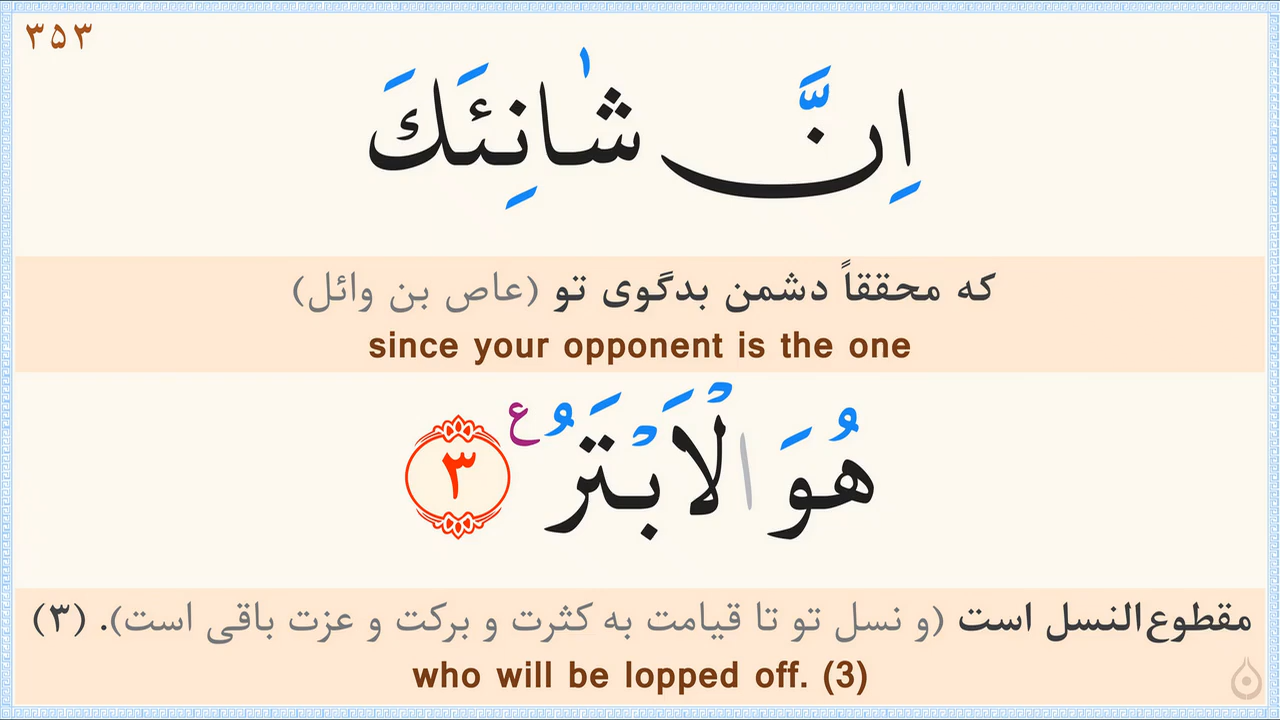 ۳۵۳
اِنَّ شٰانِئَكَ
که محققاً دشمن بدگوی تو (عاص بن وائل)
since your opponent is the one
هُوَ الْاَبْتَرُ ع ۳
مقطوع‌النسل است (و نسل تو تا قیامت به کثرت و برکت و عزت باقی است). (۳)
who will be lopped off. (3)